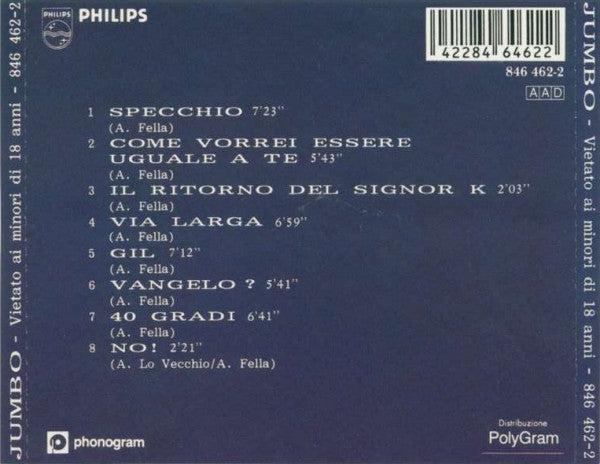 JUMBO - Vietato ai minori di 18 anni - 846 462-2
PHILIPS
PHILIPS
42284 64622
846 462-2
AAD
1 SPECCHIO 7'23"
(A. Fella)
2 COME VORREI ESSERE
UGUALE A TE 5'43"
(A. Fella)
3 IL RITORNO DEL SIGNOR K 2'03"
(A. Fella)
4 VIA LARGA 6'59"
(A. Fella)
5 GIL 7'12"
(A. Fella)
6 VANGELO ? 5'41"
(A. Fella)
7 40 GRADI 6'41"
(A. Fella)
8 NO! 2'21"
(A. Lo Vecchio/A. Fella)
p phonogram
Distribuzione
PolyGram
JUMBO - Vietato ai minori di 18 anni - 846 462-2